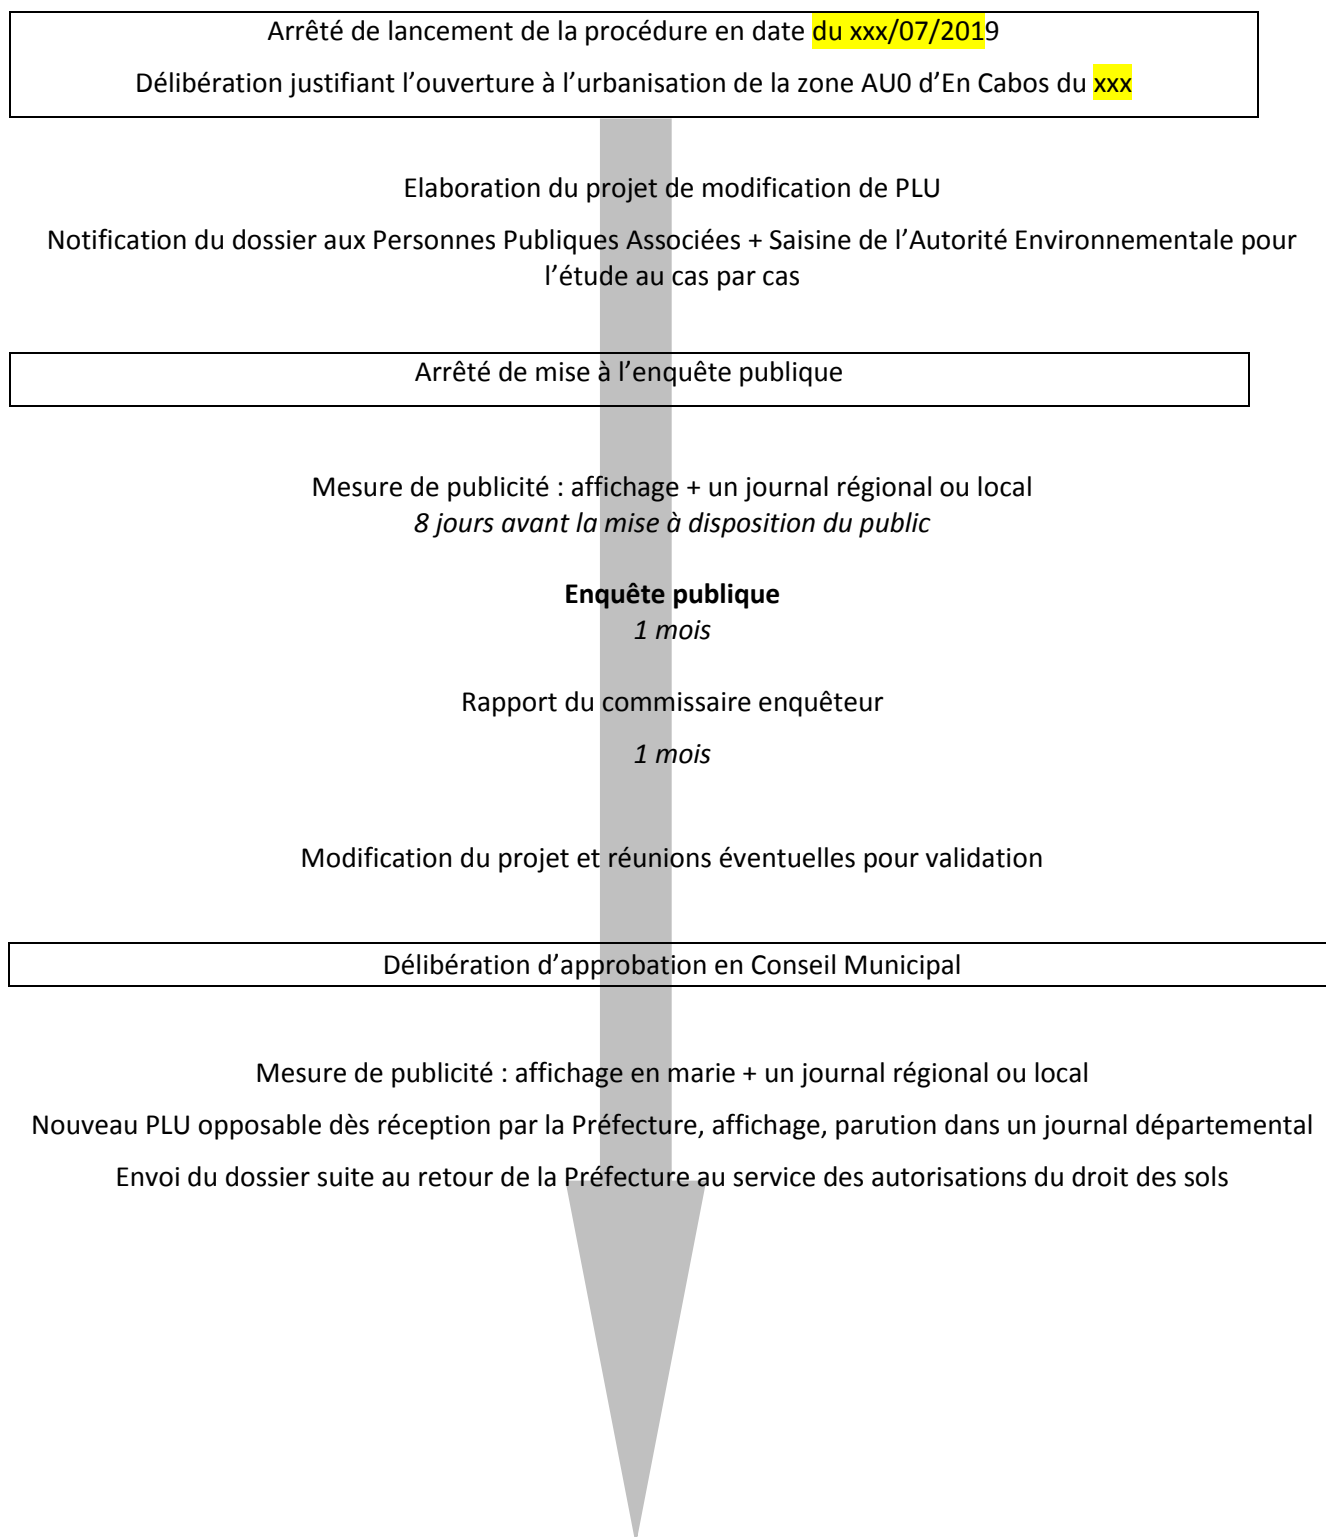 Arrêté de lancement de la procédure en date du xxx/07/2019
Délibération justifiant l’ouverture à l’urbanisation de la zone AU0 d’En Cabos du xxx
Elaboration du projet de modification de PLU
Notification du dossier aux Personnes Publiques Associées + Saisine de l’Autorité Environnementale pour
l’étude au cas par cas
Arrêté de mise à l’enquête publique
Mesure de publicité : affichage + un journal régional ou local
8 jours avant la mise à disposition du public
Enquête publique
1 mois
Rapport du commissaire enquêteur
1 mois
Modification du projet et réunions éventuelles pour validation
Délibération d’approbation en Conseil Municipal
Mesure de publicité : affichage en marie + un journal régional ou local
Nouveau PLU opposable dès réception par la Préfecture, affichage, parution dans un journal départemental
Envoi du dossier suite au retour de la Préfecture au service des autorisations du droit des sols